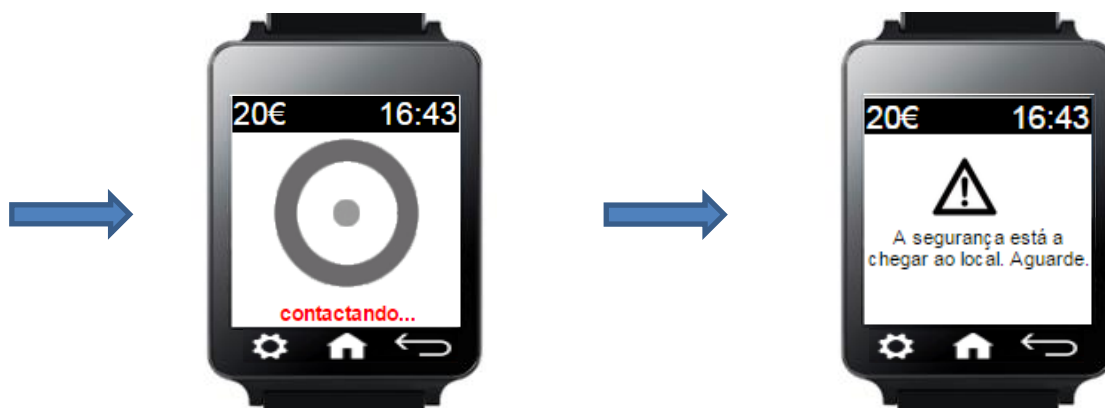 20€ 16:43
contactando...
20€ 16:43
A segurança está a
chegar ao local. Aguarde.